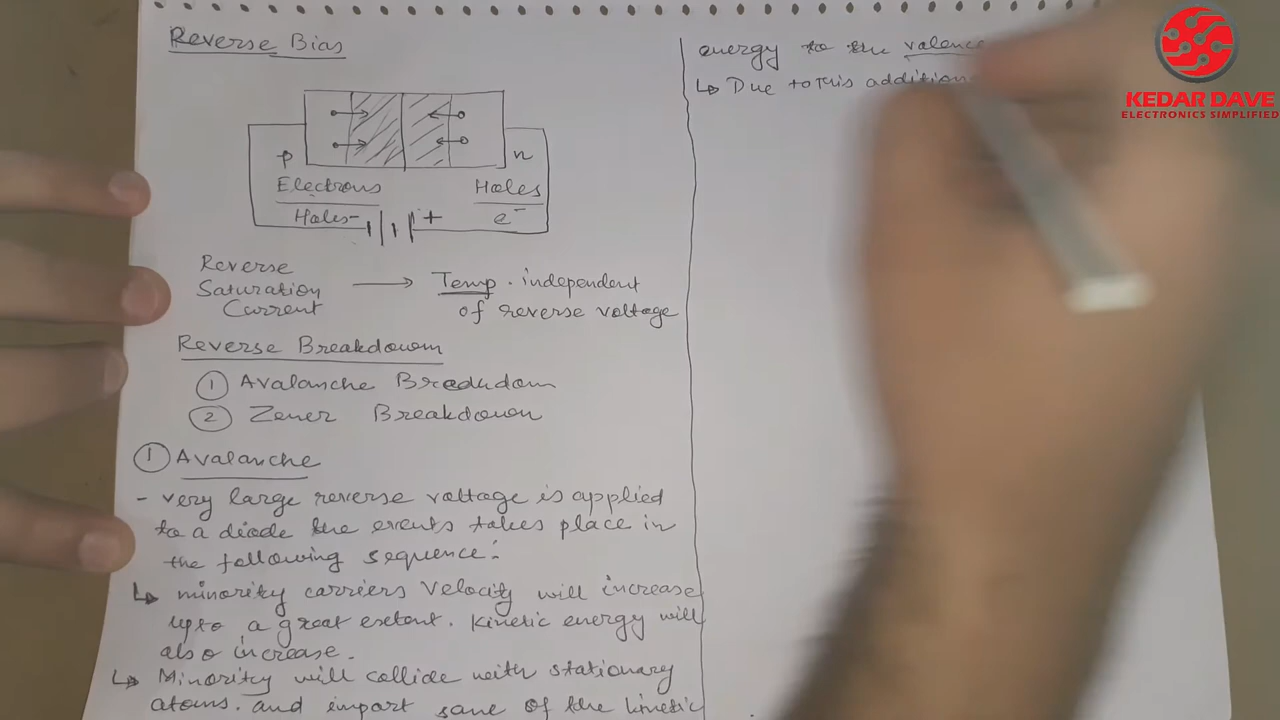 Reverse Bias
p
n
Electrons
Holes
Holes
e⁻
- +
Reverse
Saturation
Current
→ Temp. independent
of reverse voltage
Reverse Breakdown
① Avalanche Breakdown
② Zener Breakdown
① Avalanche
- very large reverse voltage is applied
to a diode the events takes place in
the following sequence:
↳ minority carriers Velocity will increase
upto a great extent. Kinetic energy will
also increase.
↳ Minority will collide with stationary
atoms. and impart some of the kinetic
energy to the valence
↳ Due to this addition
KEDAR DAVE
ELECTRONICS SIMPLIFIED